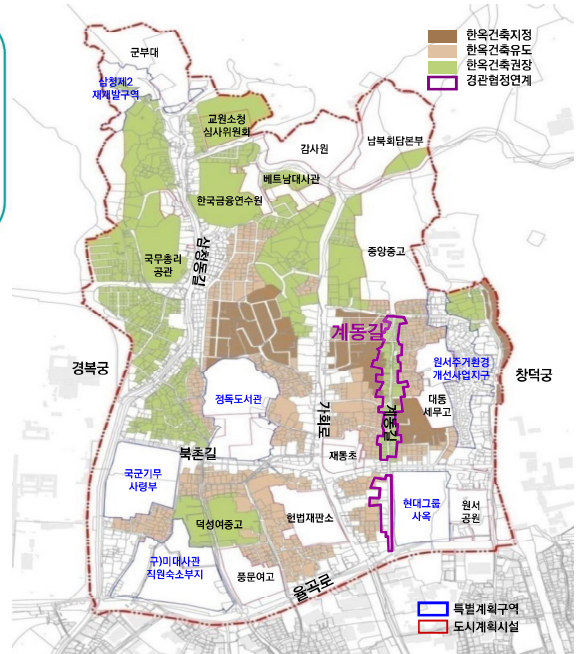 한옥건축지정
한옥건축유도
한옥건축권장
경관협정연계
군부대
삼청제2
재개발구역
교원소청
심사위원회
감사원
남북회담본부
베트남대사관
한국금융연수원
삼청동길
국무총리
공관
중앙중고
계동길
경복궁
원서주거환경
개선사업지구
창덕궁
정독도서관
가회로
계동길
대동
세무고
북촌길
재동초
국군기무
사령부
덕성여중고
헌법재판소
현대그룹
사옥
원서
공원
구)미대사관
직원숙소부지
풍문여고
율곡로
특별계획구역
도시계획시설